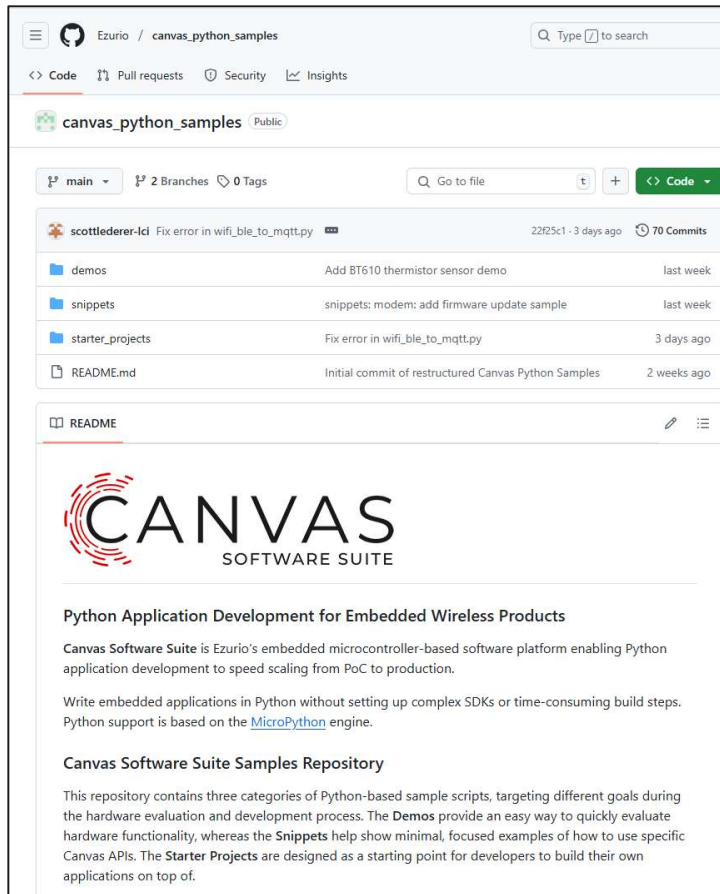 Ezurio / canvas_python_samples
Type / to search
<> Code Pull requests Security Insights
canvas_python_samples Public
main 2 Branches 0 Tags Go to file t + <> Code
scottlederer-lci Fix error in wifi_ble_to_mqtt.py 22f25c1 · 3 days ago 70 Commits
demos Add BT610 thermistor sensor demo last week
snippets snippets: modem: add firmware update sample last week
starter_projects Fix error in wifi_ble_to_mqtt.py 3 days ago
README.md Initial commit of restructured Canvas Python Samples 2 weeks ago
README
CANVAS
SOFTWARE SUITE
Python Application Development for Embedded Wireless Products
Canvas Software Suite is Ezurio's embedded microcontroller-based software platform enabling Python
application development to speed scaling from PoC to production.
Write embedded applications in Python without setting up complex SDKs or time-consuming build steps.
Python support is based on the MicroPython engine.
Canvas Software Suite Samples Repository
This repository contains three categories of Python-based sample scripts, targeting different goals during
the hardware evaluation and development process. The Demos provide an easy way to quickly evaluate
hardware functionality, whereas the Snippets help show minimal, focused examples of how to use specific
Canvas APIs. The Starter Projects are designed as a starting point for developers to build their own
applications on top of.